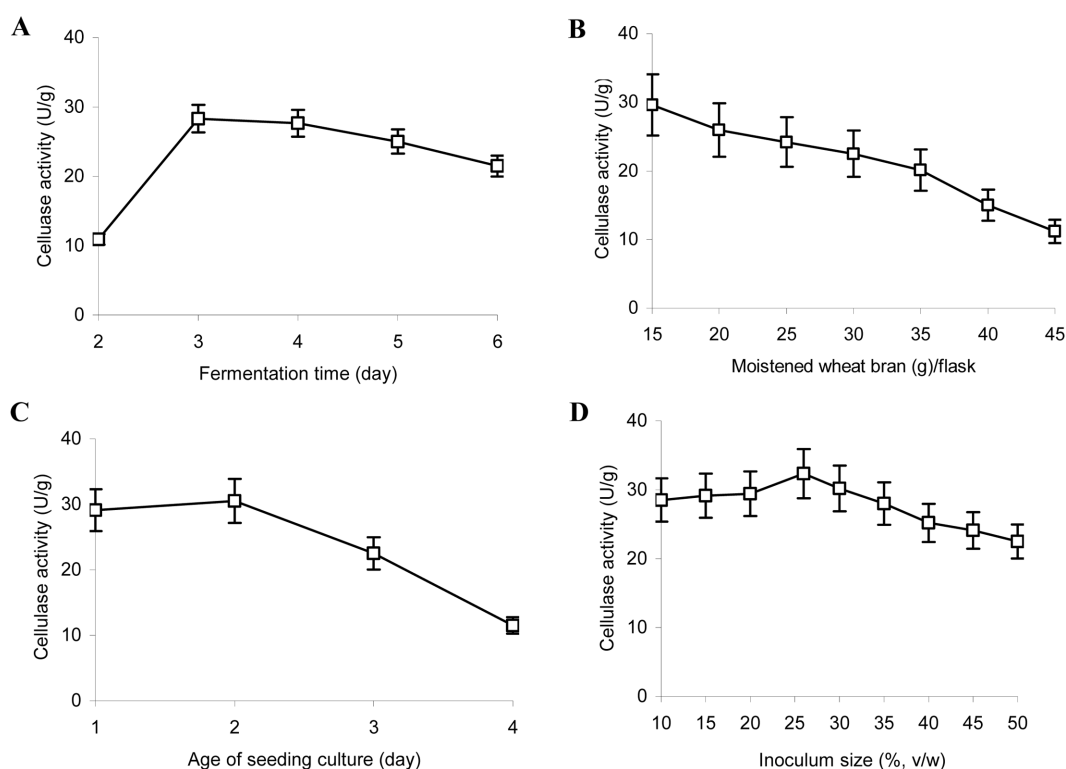 A
Celluase activity (U/g)
40
30
20
10
0
2 3 4 5 6
Fermentation time (day)
B
Cellulase activity (U/g)
40
30
20
10
0
15 20 25 30 35 40 45
Moistened wheat bran (g)/flask
C
Cellulase activity (U/g)
40
30
20
10
0
1 2 3 4
Age of seeding culture (day)
D
Cellulase activity (U/g)
40
30
20
10
0
10 15 20 25 30 35 40 45 50
Inoculum size (%, v/w)